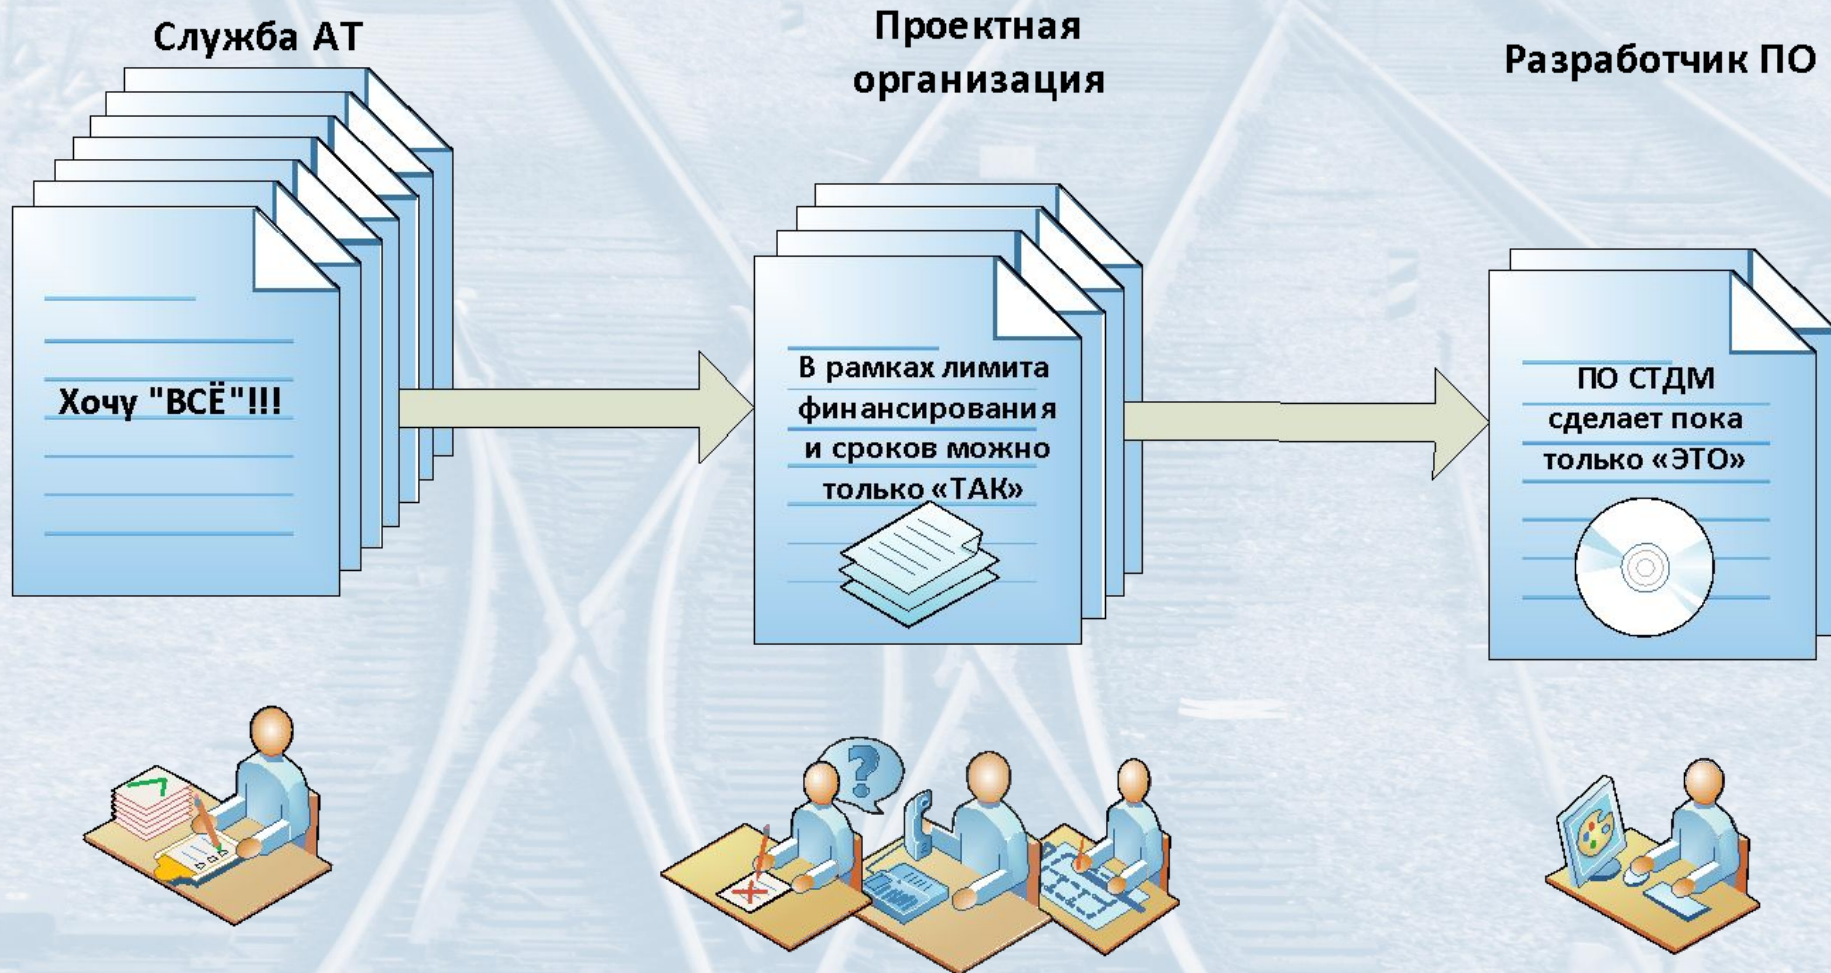 Служба АТ
Проектная
организация
Разработчик ПО
Хочу "ВСЁ"!!!
В рамках лимита
финансирования
и сроков можно
только «ТАК»
ПО СТДМ
сделает пока
только «ЭТО»
?